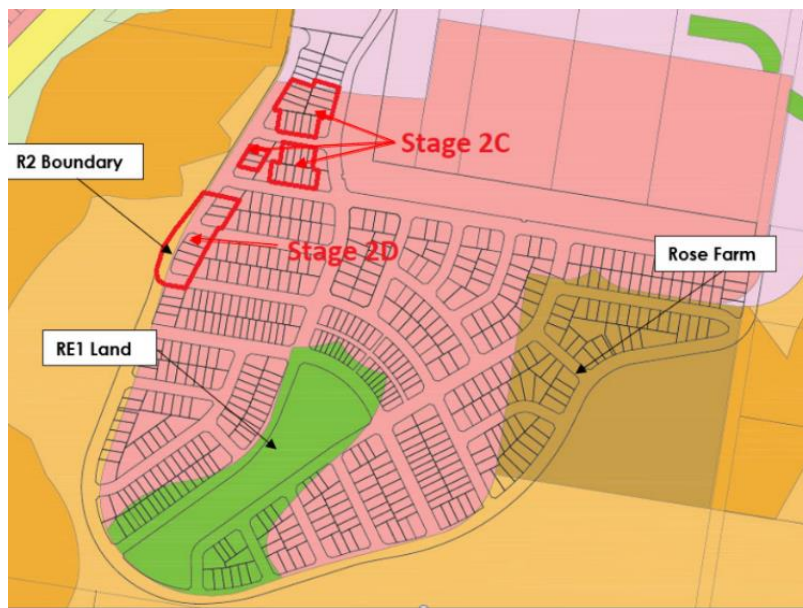 Stage 2C
R2 Boundary
Stage 2D
Rose Farm
RE1 Land